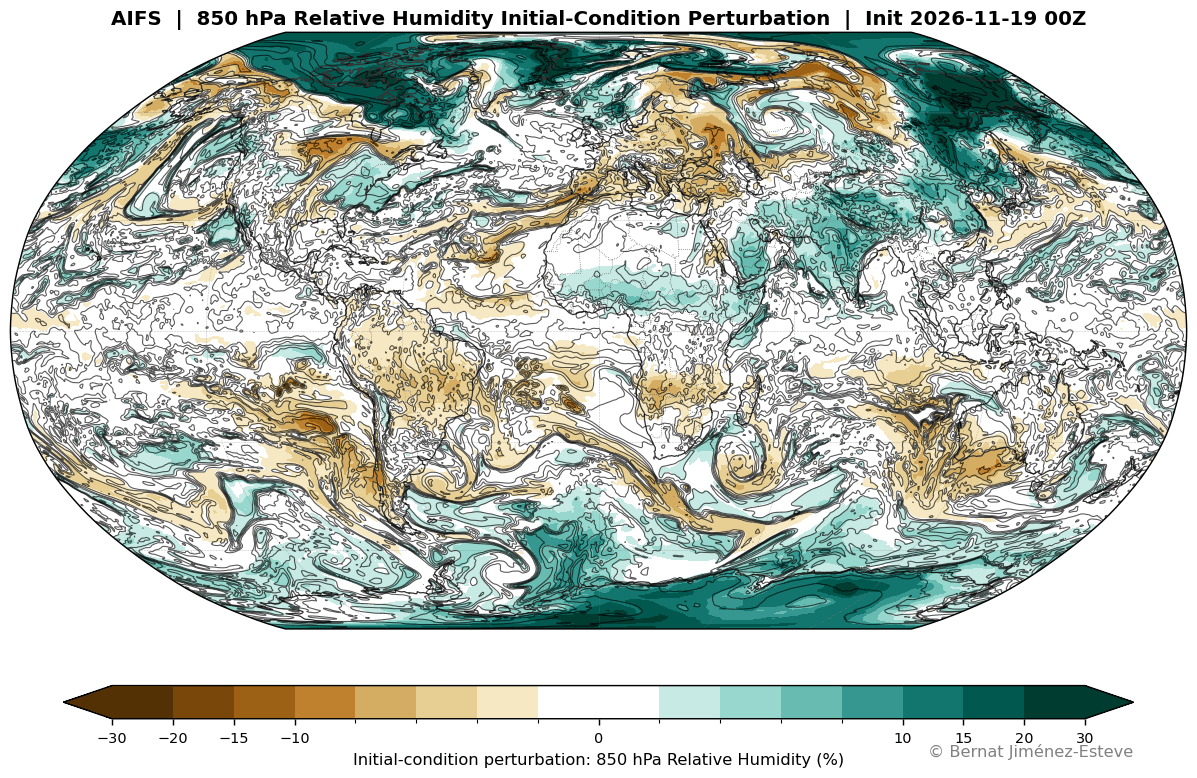 AIFS | 850 hPa Relative Humidity Initial-Condition Perturbation | Init 2026-11-19 00Z
−30 −20 −15 −10 0 10 15 20 30
Initial-condition perturbation: 850 hPa Relative Humidity (%)
© Bernat Jiménez-Esteve